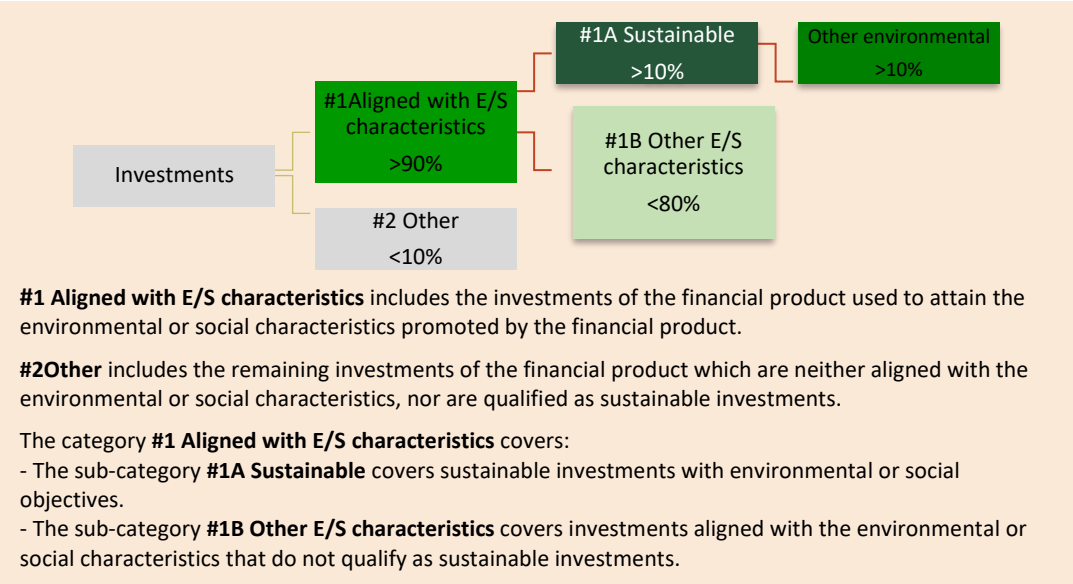 #1A Sustainable
>10%
Other environmental
>10%
#1Aligned with E/S
characteristics
>90%
#1B Other E/S
characteristics
<80%
Investments
#2 Other
<10%
#1 Aligned with E/S characteristics includes the investments of the financial product used to attain the
environmental or social characteristics promoted by the financial product.
#2Other includes the remaining investments of the financial product which are neither aligned with the
environmental or social characteristics, nor are qualified as sustainable investments.
The category #1 Aligned with E/S characteristics covers:
- The sub-category #1A Sustainable covers sustainable investments with environmental or social
objectives.
- The sub-category #1B Other E/S characteristics covers investments aligned with the environmental or
social characteristics that do not qualify as sustainable investments.